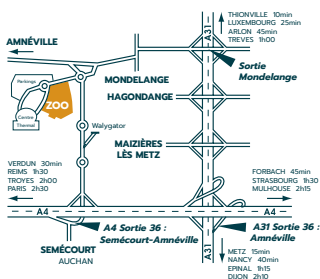 THIONVILLE 10min
LUXEMBOURG 25min
ARLON 45min
TREVES 1h00
A31
AMNÉVILLE
Sortie
Mondelange
MONDELANGE
HAGONDANGE
Parkings
ZOO
Centre
Thermal
Walygator
MAIZIÈRES
LÈS METZ
VERDUN 30min
REIMS 1h30
TROYES 2h00
PARIS 2h30
FORBACH 45min
STRASBOURG 1h30
MULHOUSE 2h15
A4
A4
A4 Sortie 36 :
Semécourt-Amnéville
A31 Sortie 36 :
Amnéville
SEMÉCOURT
AUCHAN
A31
METZ 15min
NANCY 40min
EPINAL 1h15
DIJON 2h10